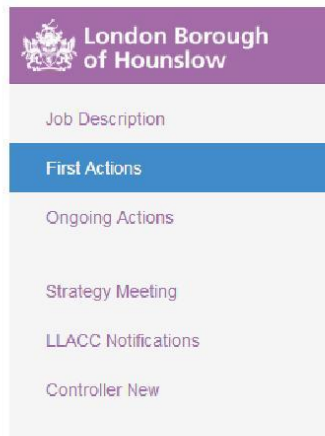 London Borough
of Hounslow
Job Description
First Actions
Ongoing Actions
Strategy Meeting
LLACC Notifications
Controller New